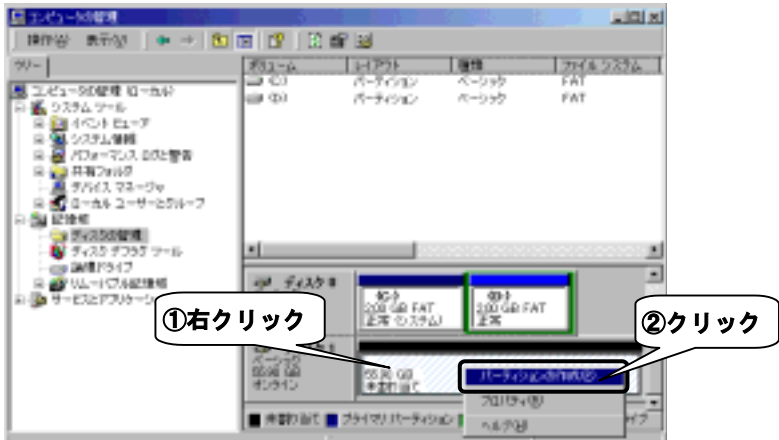 コンピュータの管理
操作(A) 表示(V)
ツリー
コンピュータの管理 (ローカル)
システム ツール
イベント ビューア
システム情報
パフォーマンス ログと警告
共有フォルダ
デバイス マネージャ
ローカル ユーザーとグループ
記憶域
ディスクの管理
ディスク デフラグ ツール
論理ドライブ
リムーバブル記憶域
サービスとアプリケーション
ボリューム レイアウト 種類 ファイル システム
(C:) パーティション ベーシック FAT
(D:) パーティション ベーシック FAT
ディスク 0
(C:)
2.00 GB FAT
正常 (システム)
(D:)
2.00 GB FAT
正常
①右クリック
②クリック
ベーシック
オンライン
未割り当て
パーティションの作成(P)
プロパティ(R)
ヘルプ(H)
未割り当て プライマリ パーティション